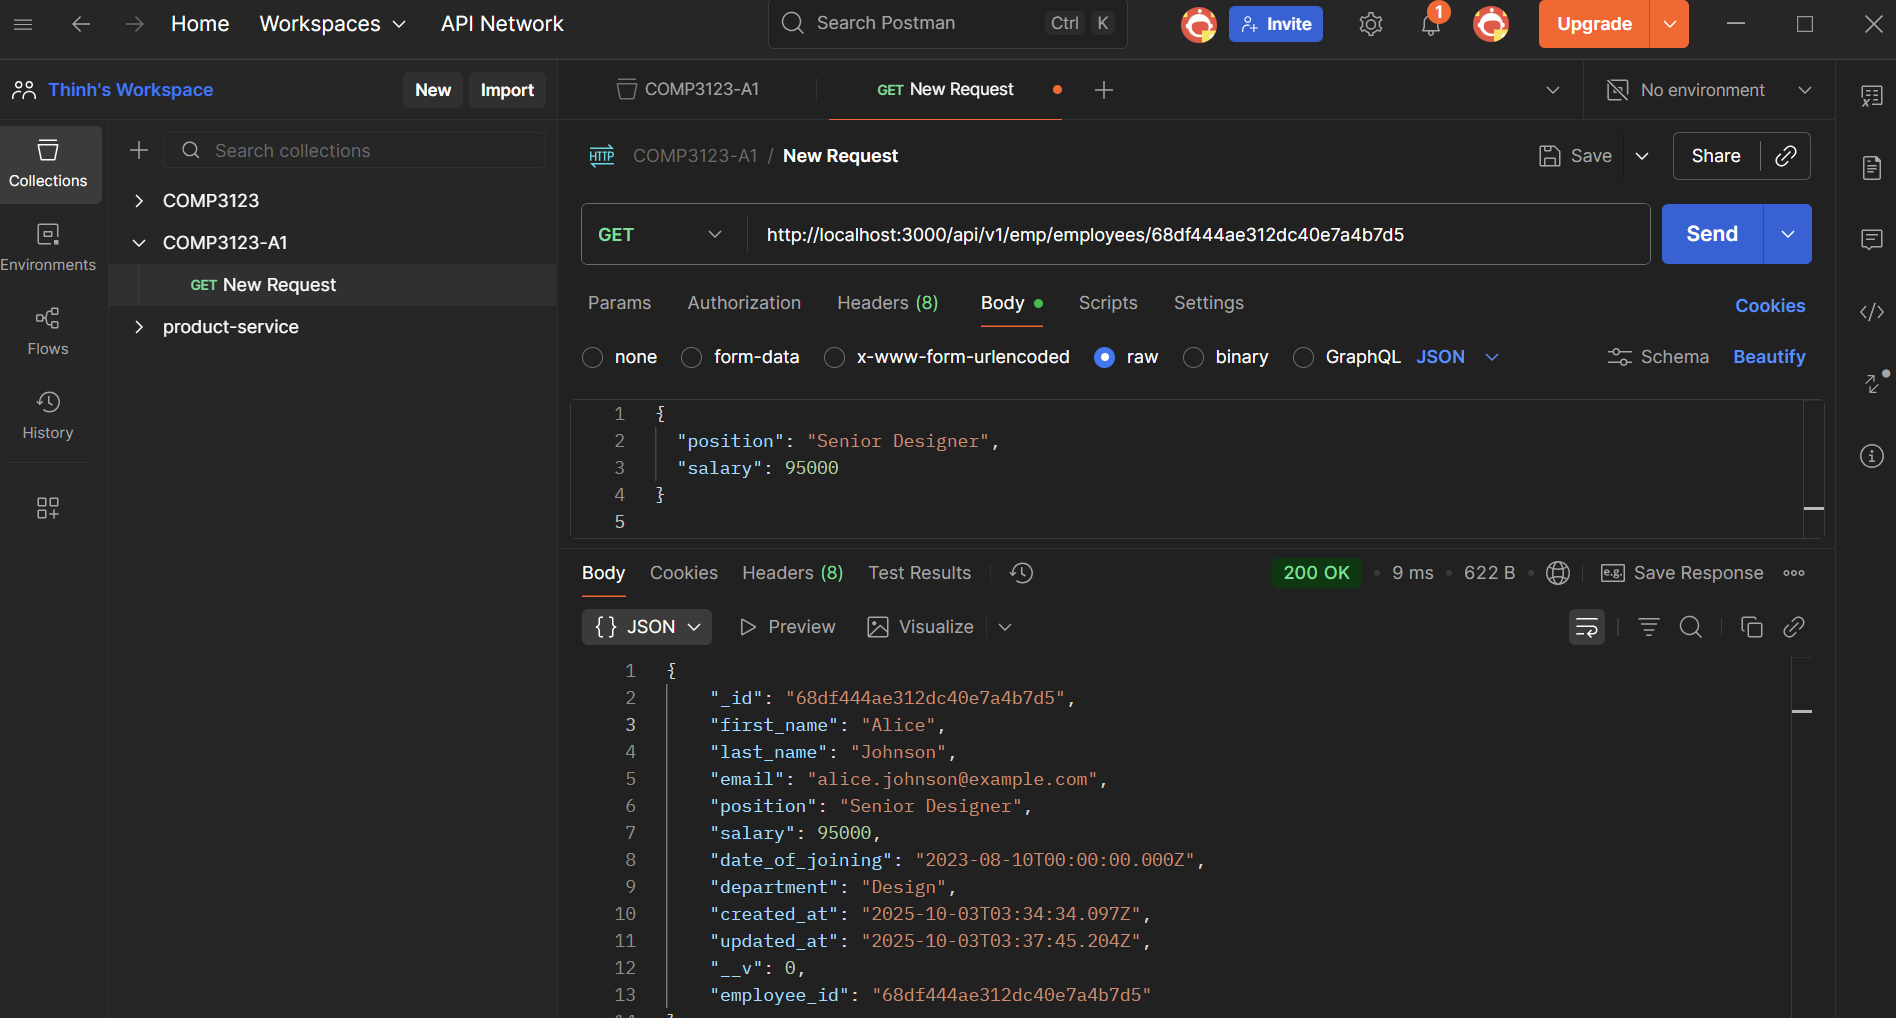 Home Workspaces API Network Search Postman Ctrl K Invite 1 Upgrade
Thinh's Workspace New Import COMP3123-A1 GET New Request No environment
Search collections
HTTP COMP3123-A1 / New Request Save Share
Collections
COMP3123
COMP3123-A1
GET http://localhost:3000/api/v1/emp/employees/68df444ae312dc40e7a4b7d5 Send
Environments
GET New Request
Params Authorization Headers (8) Body Scripts Settings Cookies
product-service
Flows
none form-data x-www-form-urlencoded raw binary GraphQL JSON Schema Beautify
History
1 {
2 "position": "Senior Designer",
3 "salary": 95000
4 }
5
Body Cookies Headers (8) Test Results 200 OK • 9 ms • 622 B • e.g. Save Response
{} JSON Preview Visualize
1 {
2 "_id": "68df444ae312dc40e7a4b7d5",
3 "first_name": "Alice",
4 "last_name": "Johnson",
5 "email": "alice.johnson@example.com",
6 "position": "Senior Designer",
7 "salary": 95000,
8 "date_of_joining": "2023-08-10T00:00:00.000Z",
9 "department": "Design",
10 "created_at": "2025-10-03T03:34:34.097Z",
11 "updated_at": "2025-10-03T03:37:45.204Z",
12 "__v": 0,
13 "employee_id": "68df444ae312dc40e7a4b7d5"